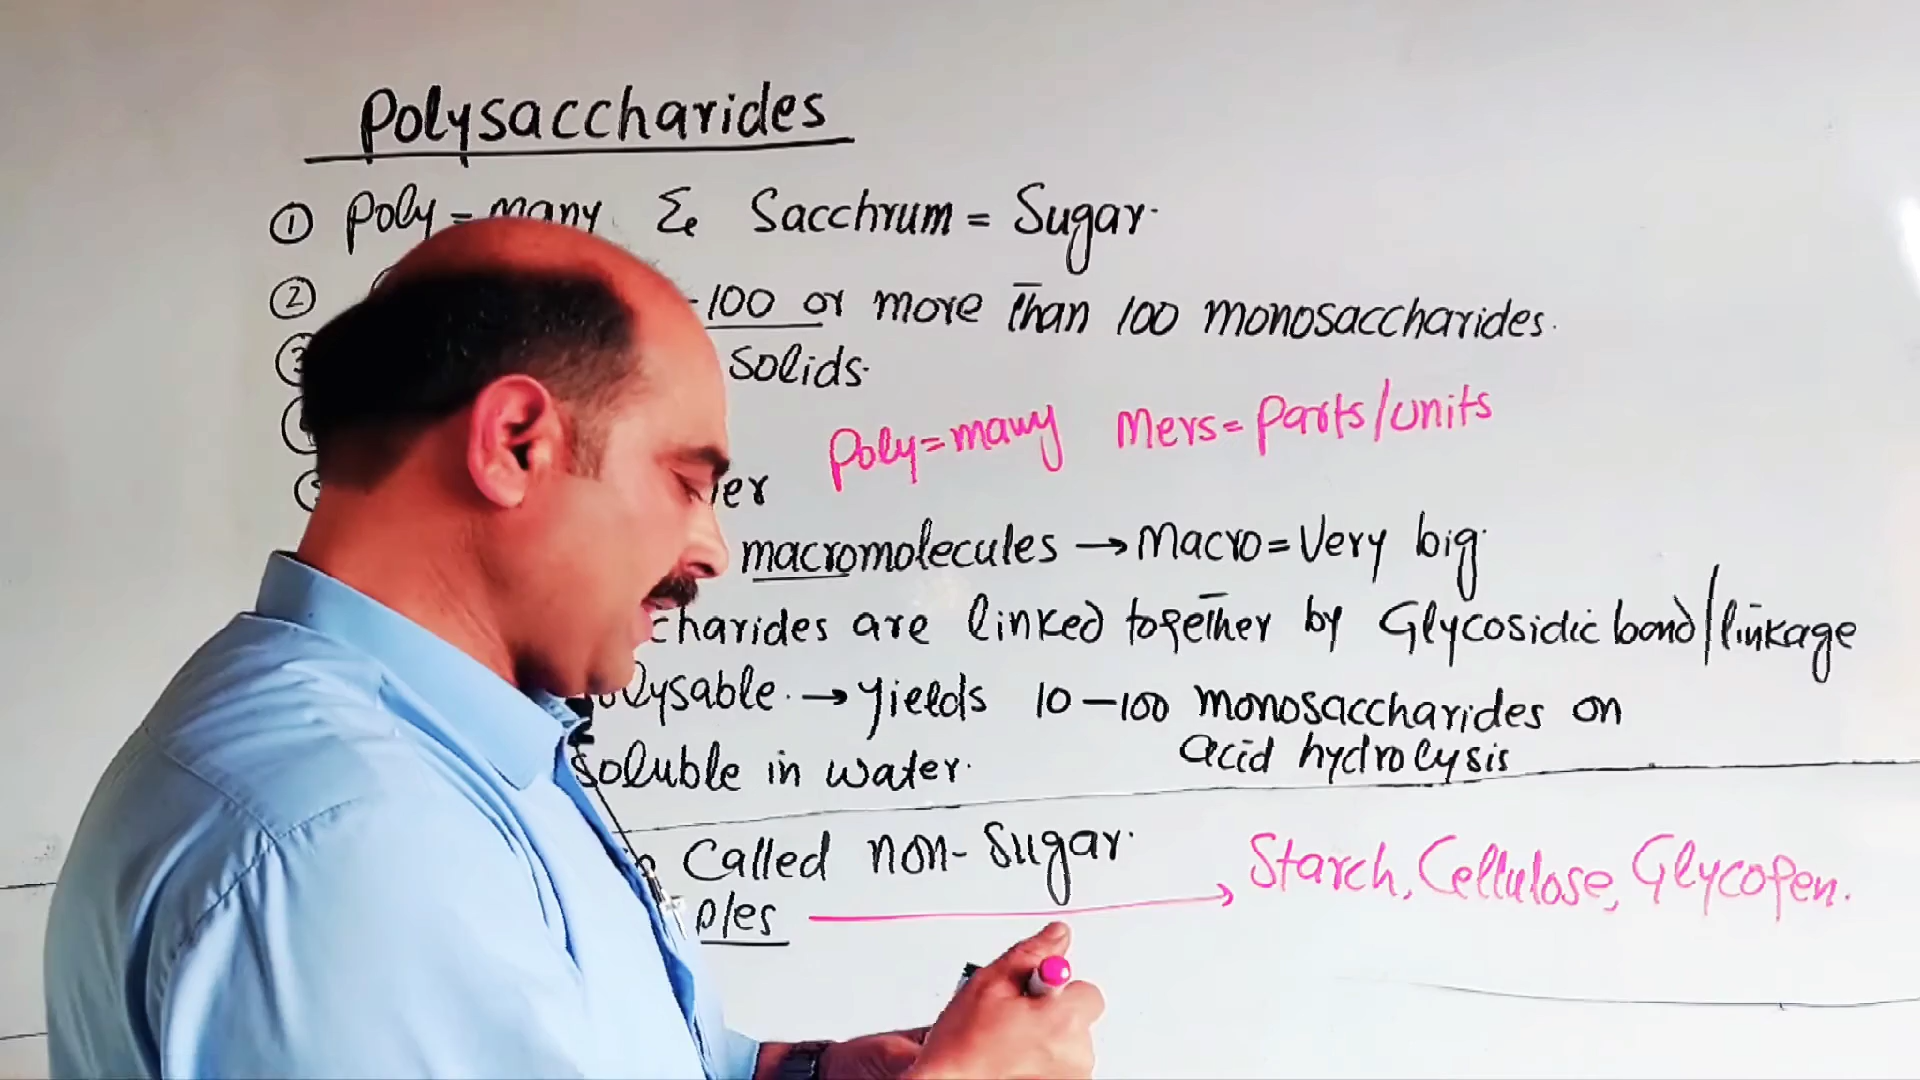 Polysaccharides
① Poly = many & Sacchrum = Sugar.
② -100 or more than 100 monosaccharides.
③ solids.
Poly=many Mers=Parts/units
macromolecules → Macro = Very big.
charides are linked together by Glycosidic bond/linkage
lysable. → yields 10-100 monosaccharides on
acid hydrolysis
soluble in water.
Called non-Sugar.
ples → Starch, Cellulose, Glycogen.